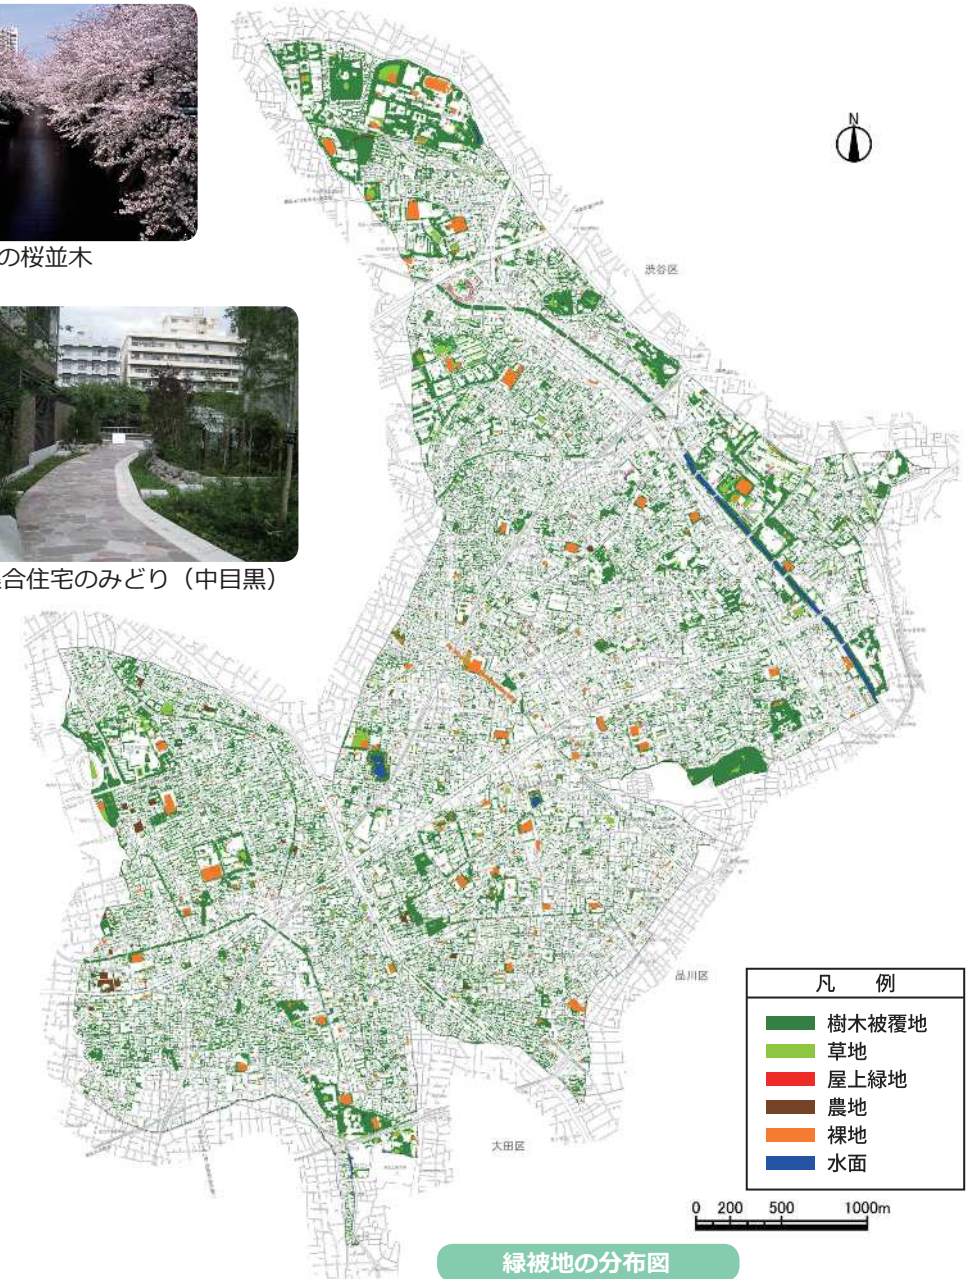 の桜並木
合住宅のみどり（中目黒）
N
渋谷区
品川区
大田区
凡 例
樹木被覆地
草地
屋上緑地
農地
裸地
水面
0 200 500 1000m
緑被地の分布図